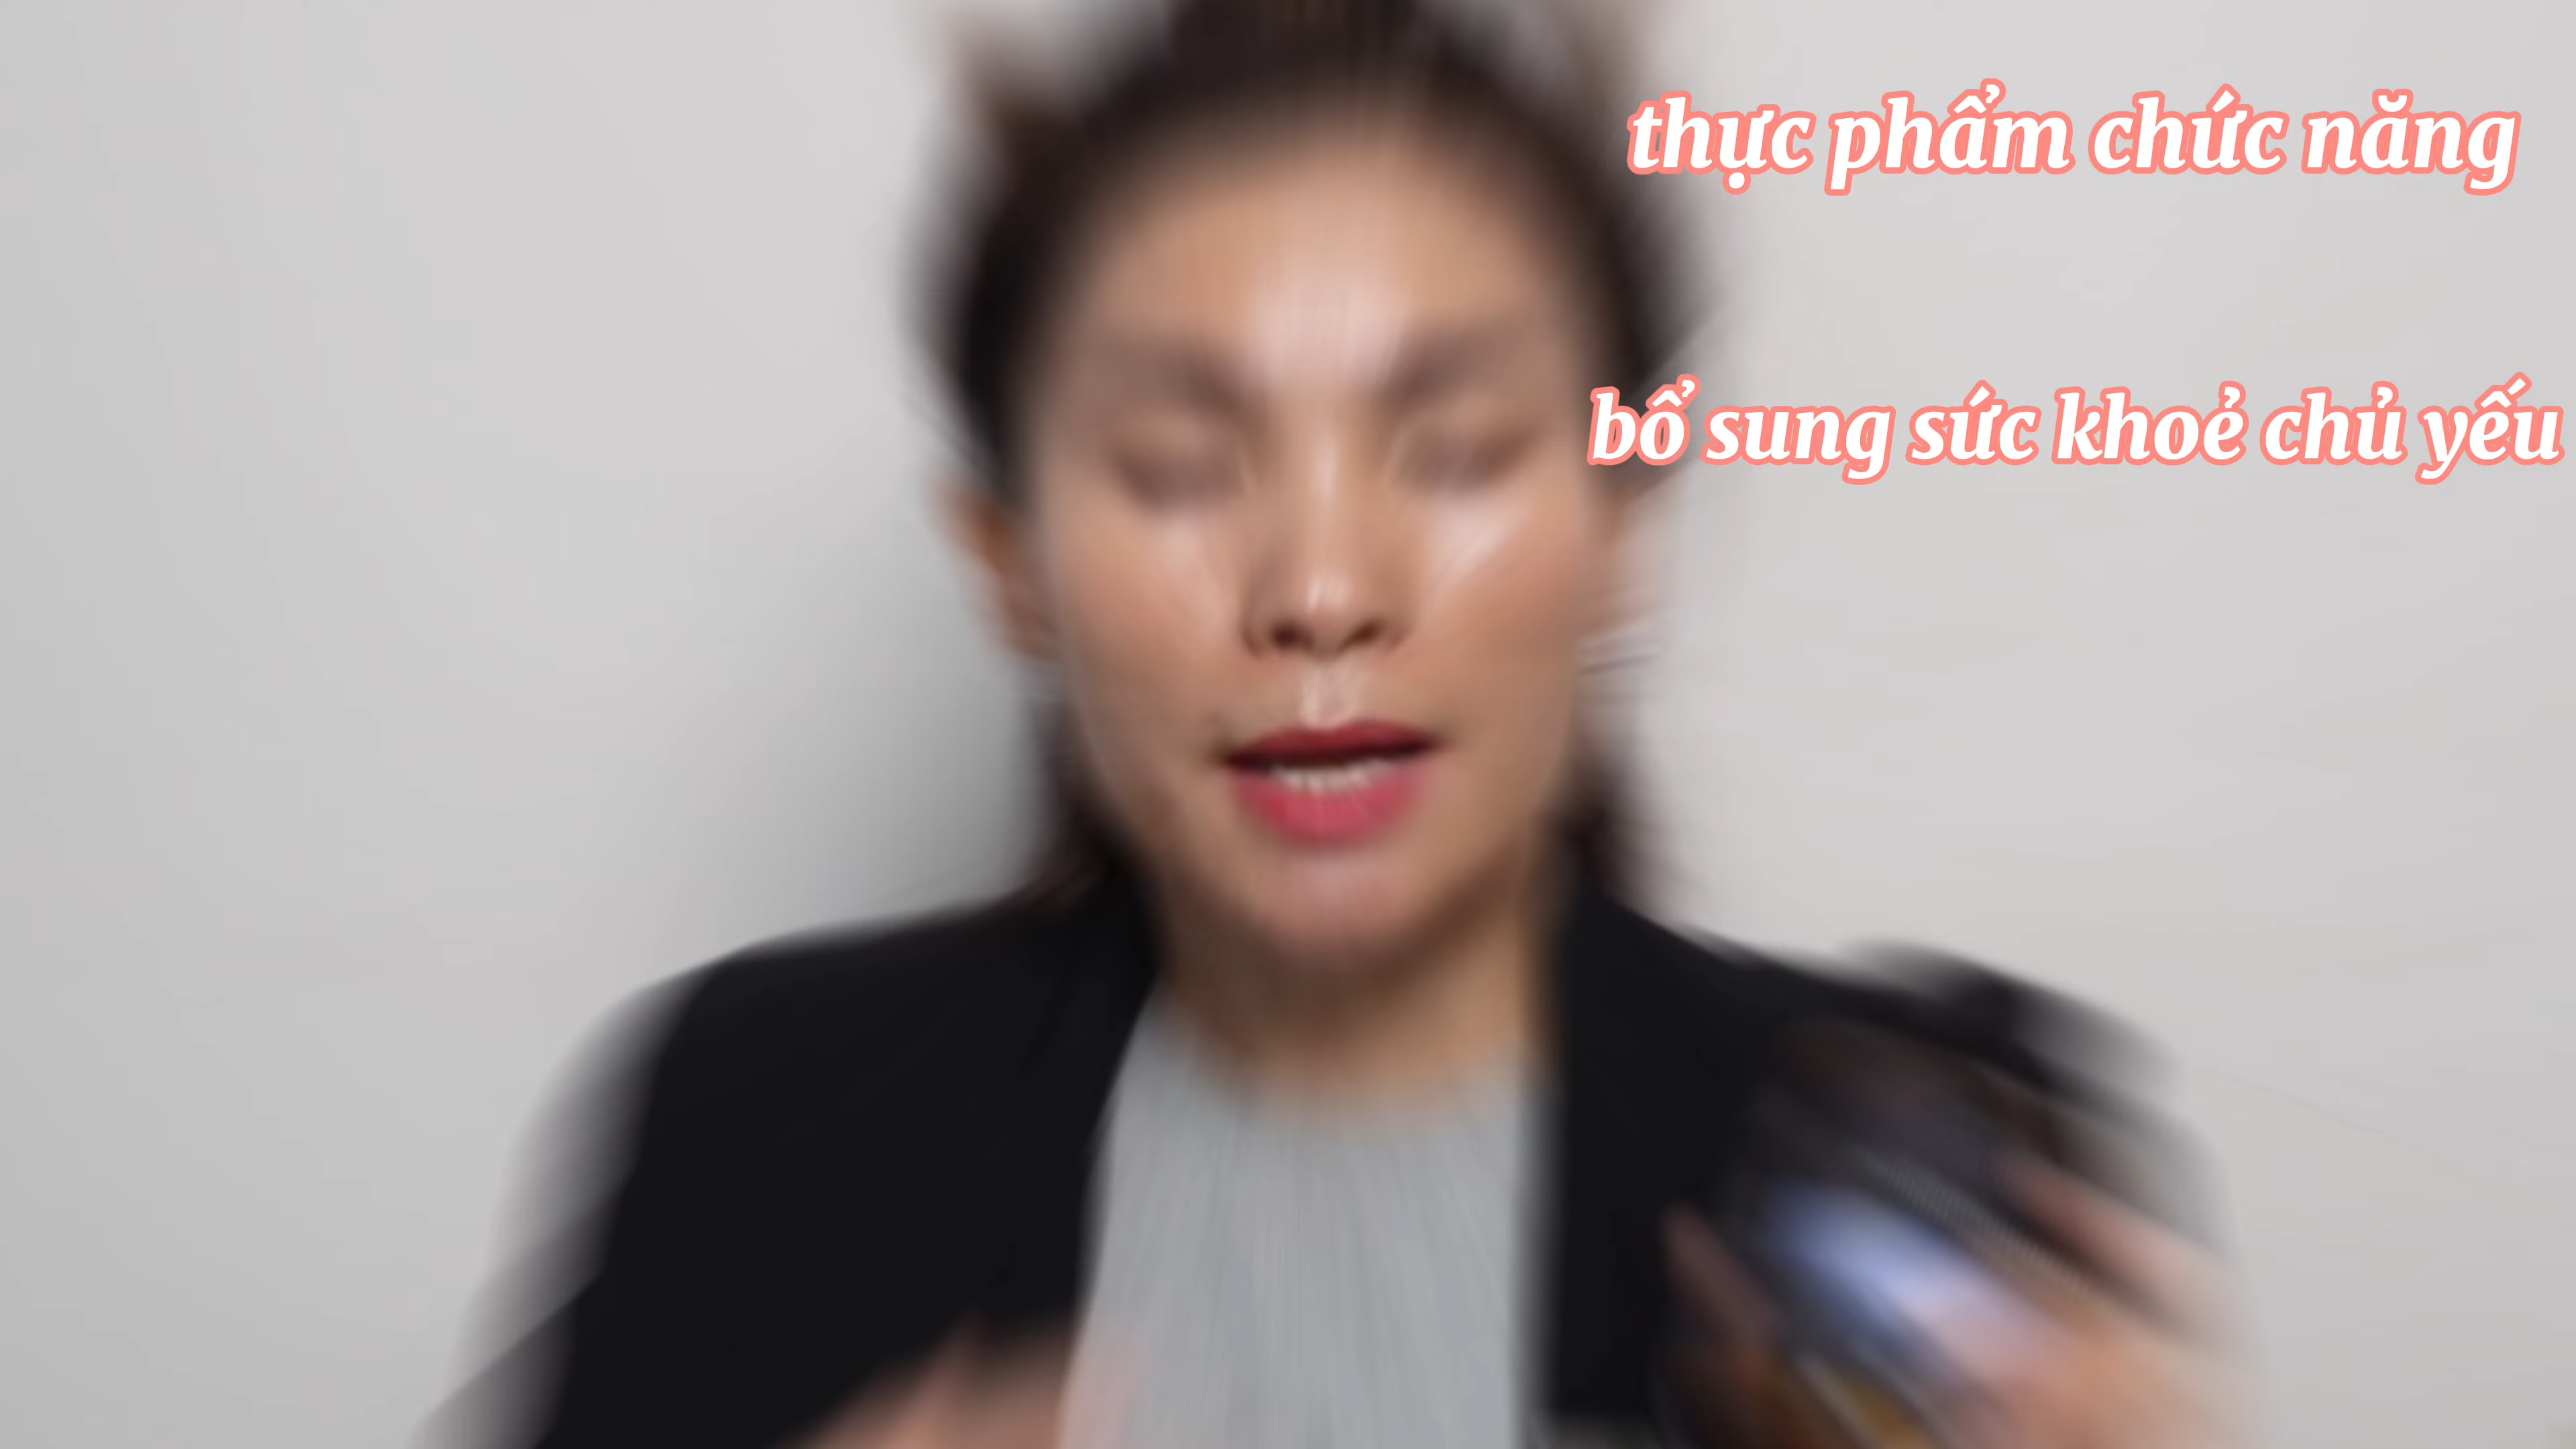 thực phẩm chức năng
bổ sung sức khoẻ chủ yếu